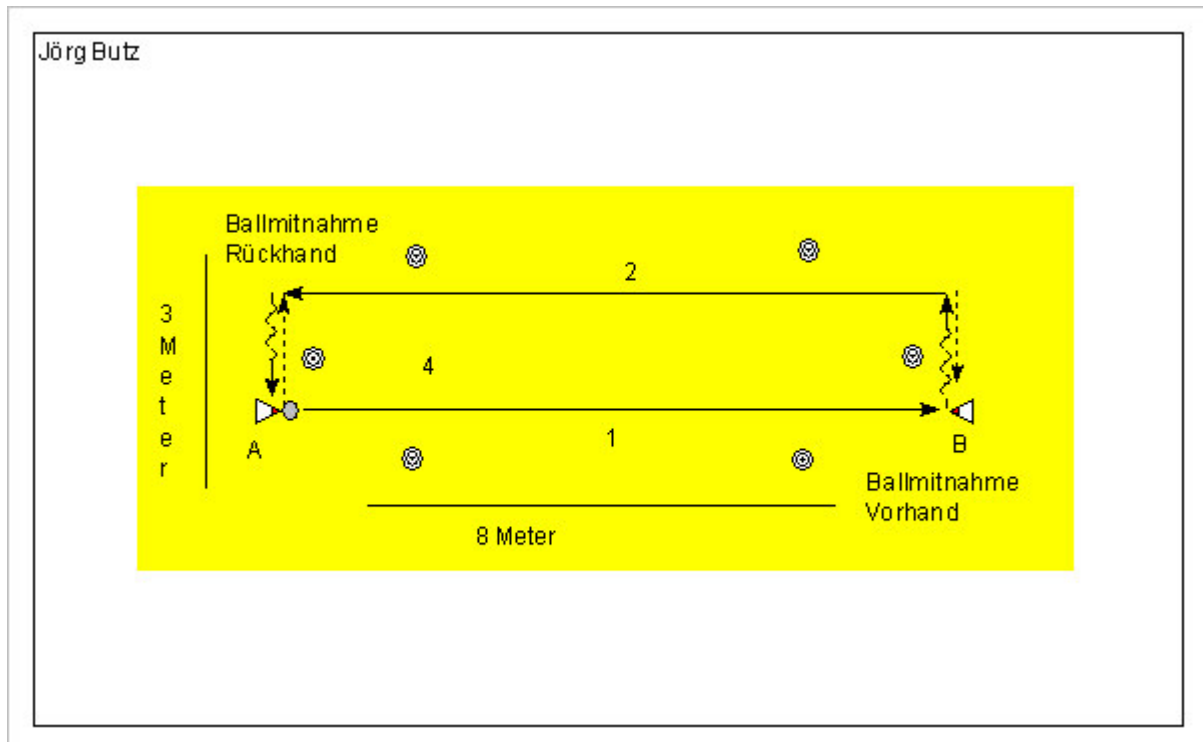 Jörg Butz
Ballmitnahme
Rückhand
2
3
M
e
t
e
r
4
1
A
B
Ballmitnahme
Vorhand
8 Meter